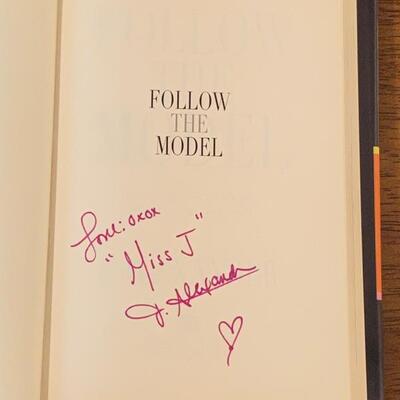 FOLLOW
THE
MODEL
Love: oxox
"Miss J"
J. Alexander